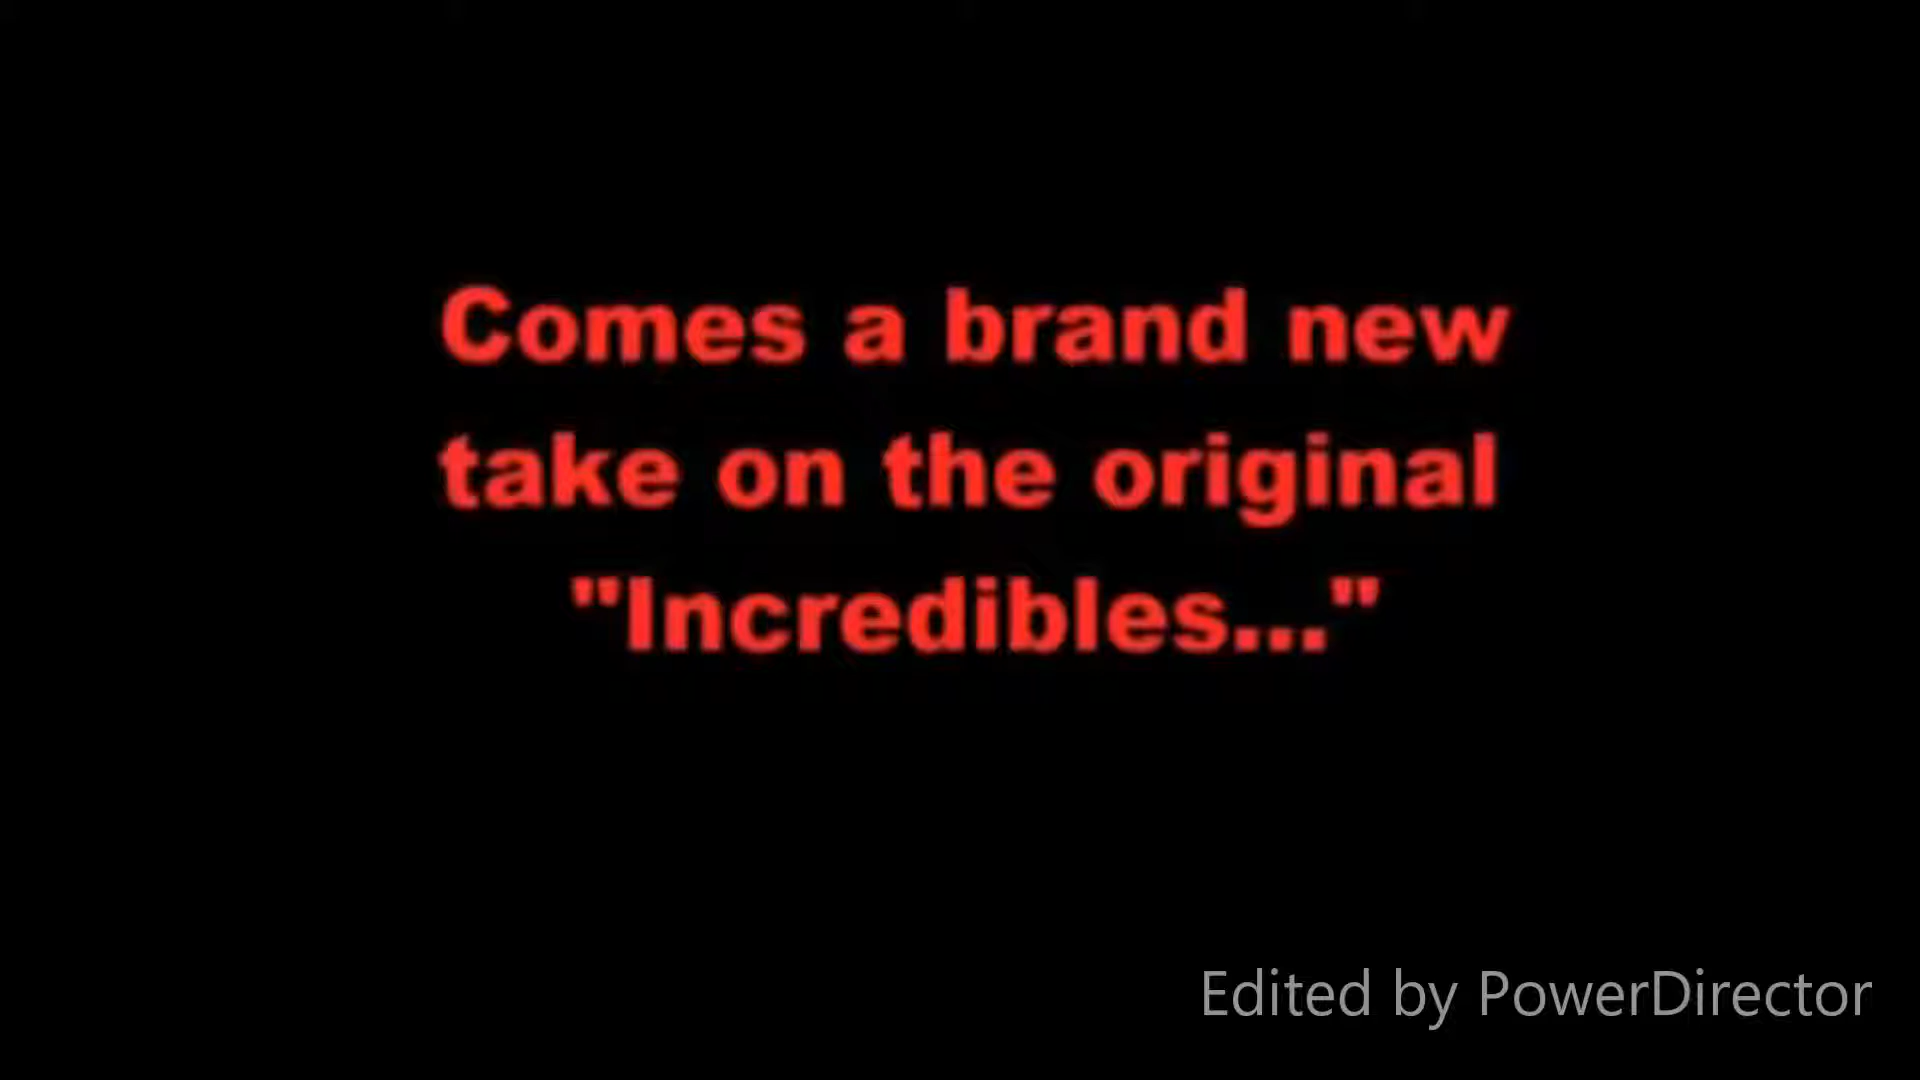 Comes a brand new
take on the original
"Incredibles..."
Edited by PowerDirector